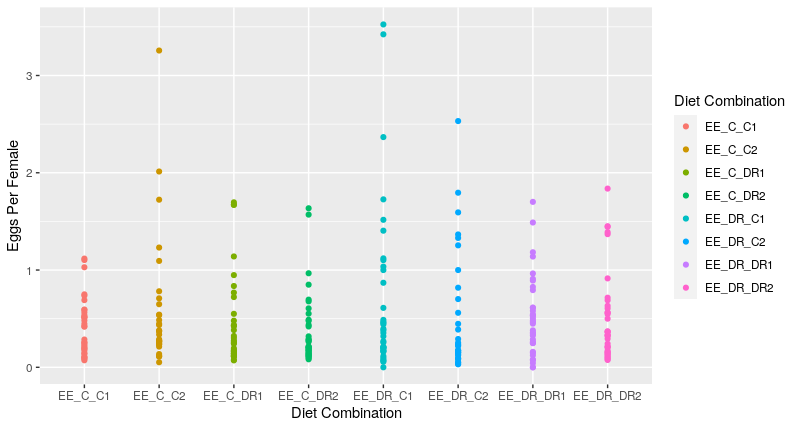 3
2
1
0
Eggs Per Female
EE_C_C1 EE_C_C2 EE_C_DR1 EE_C_DR2 EE_DR_C1 EE_DR_C2 EE_DR_DR1 EE_DR_DR2
Diet Combination
Diet Combination
EE_C_C1
EE_C_C2
EE_C_DR1
EE_C_DR2
EE_DR_C1
EE_DR_C2
EE_DR_DR1
EE_DR_DR2